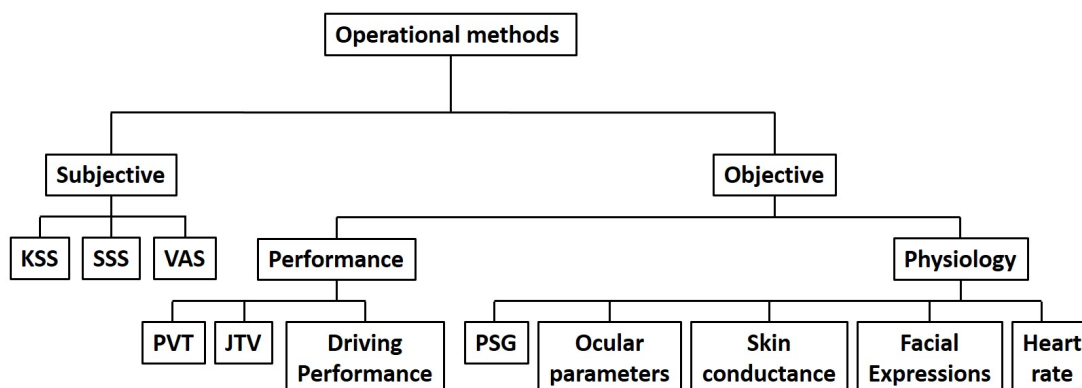 Operational methods
Subjective
Objective
KSS
SSS
VAS
Performance
Physiology
PVT
JTV
Driving
Performance
PSG
Ocular
parameters
Skin
conductance
Facial
Expressions
Heart
rate